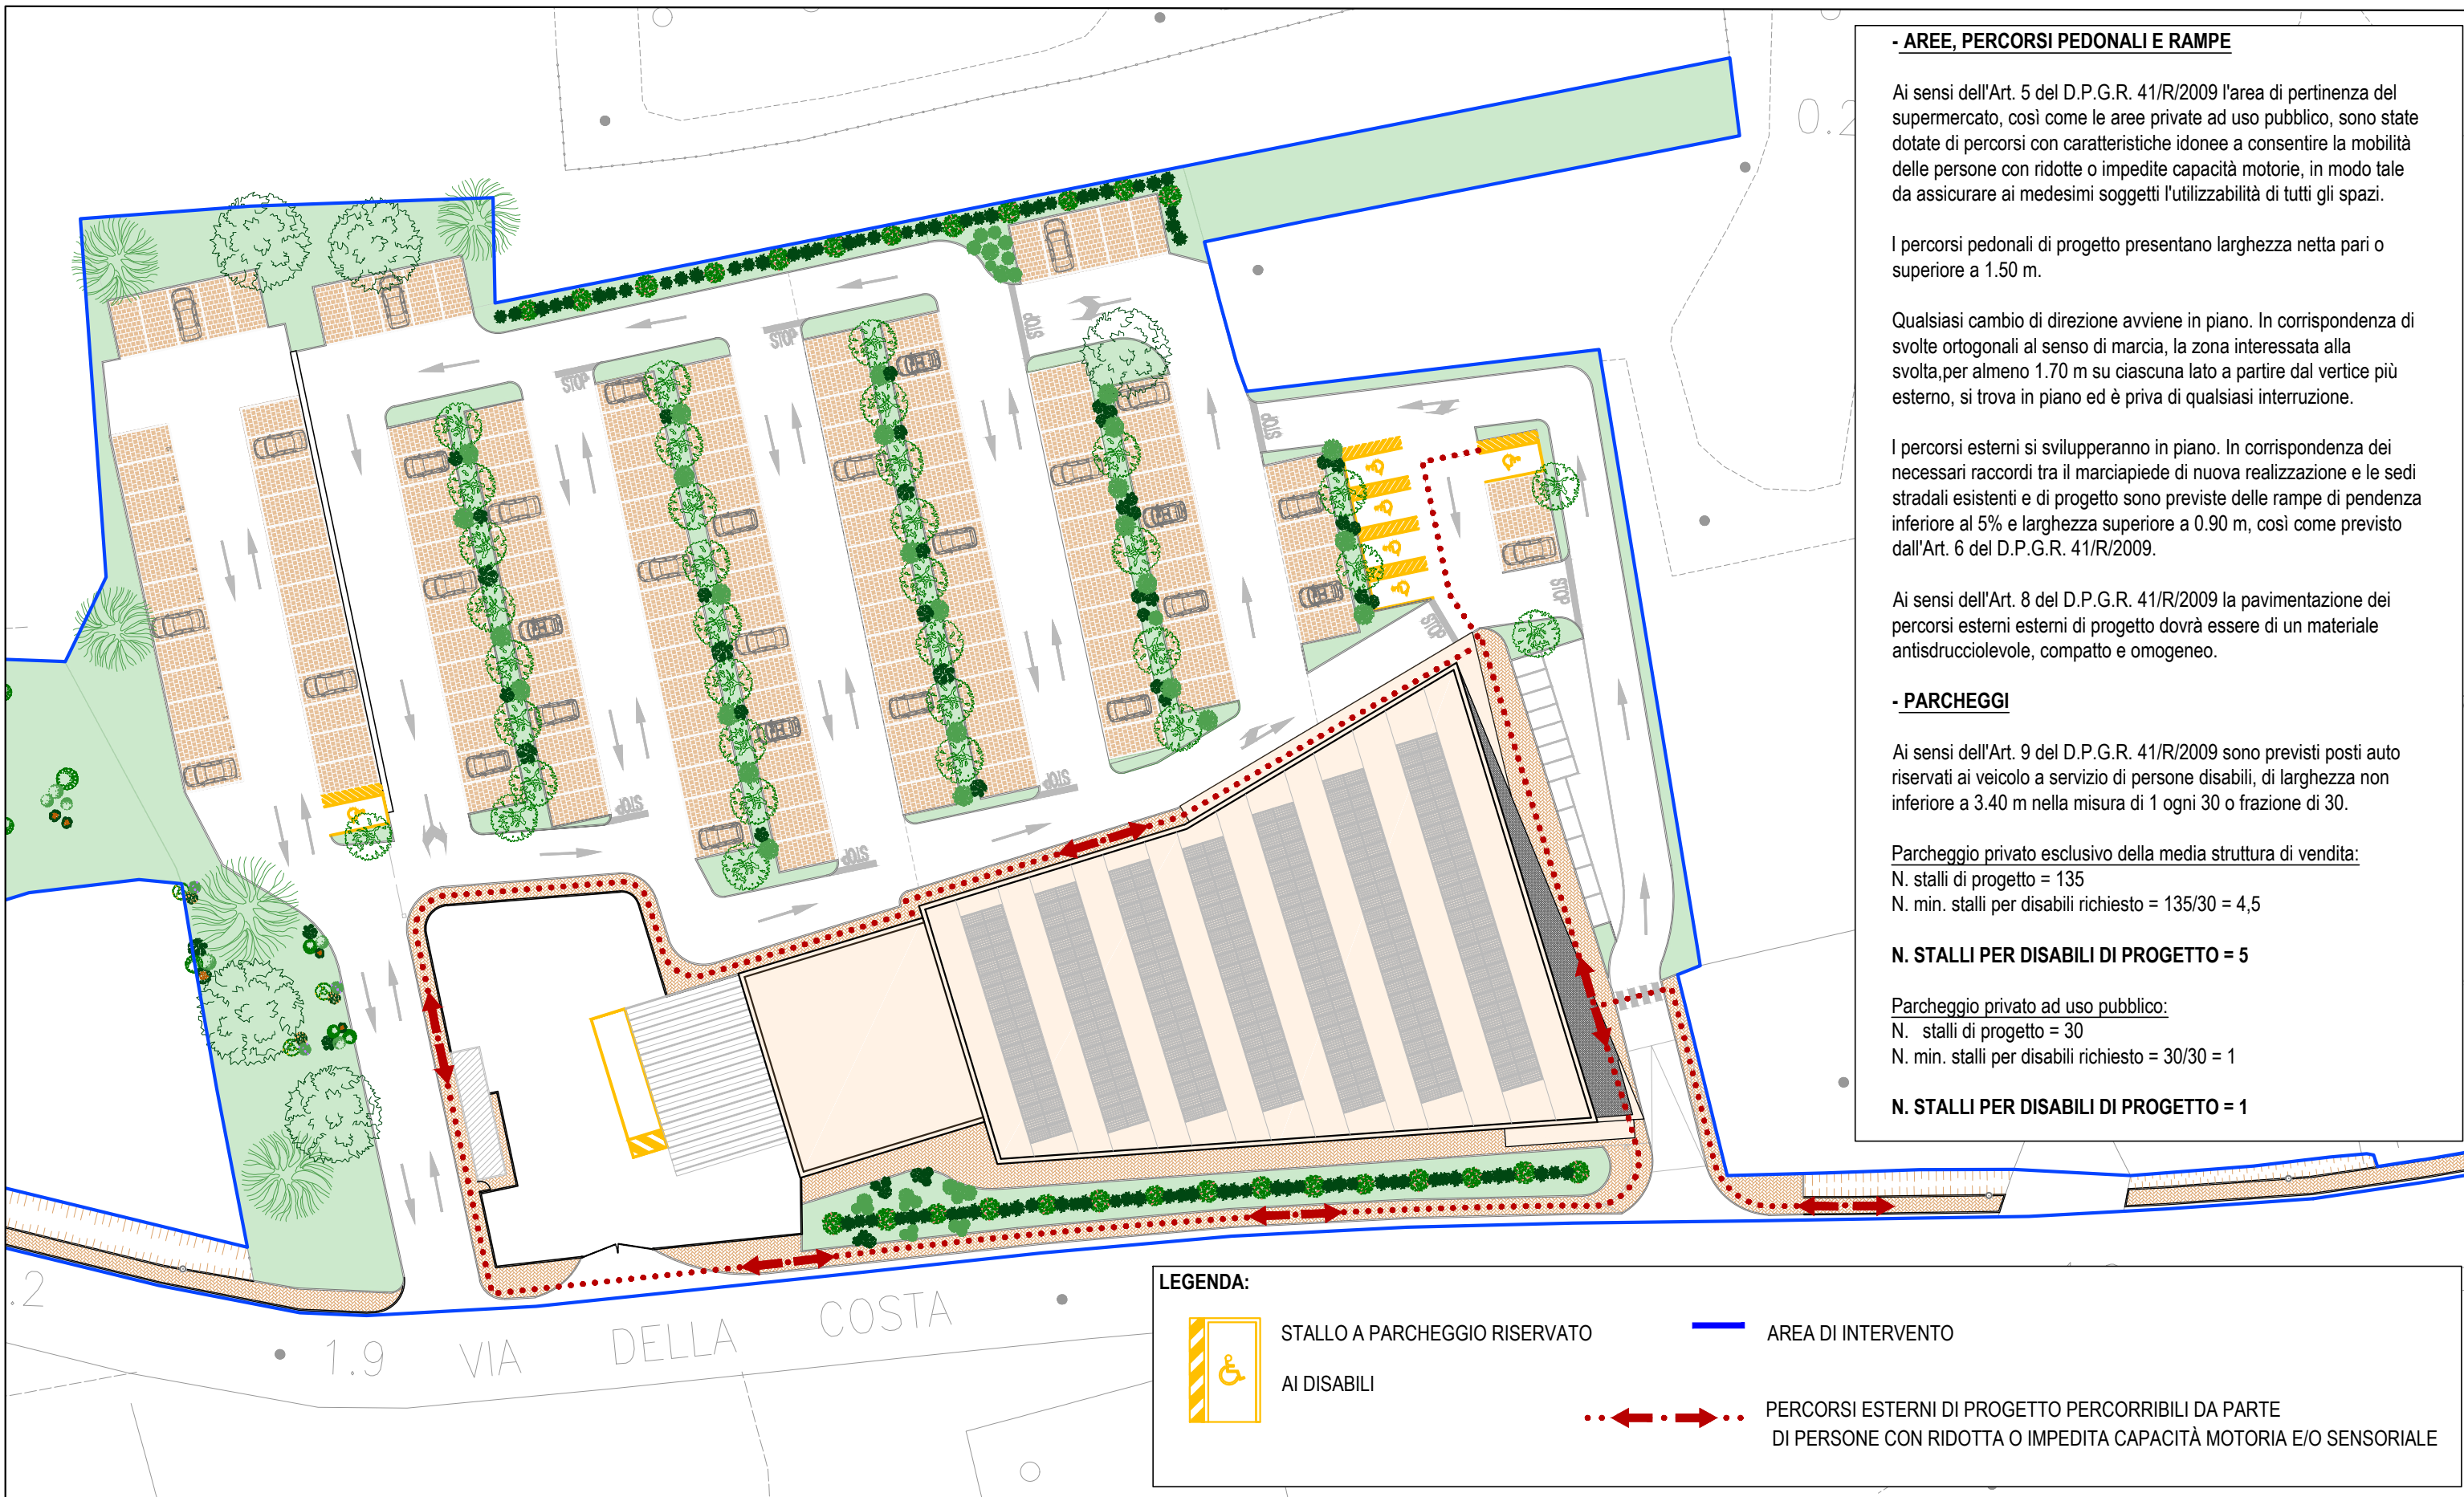 - AREE, PERCORSI PEDONALI E RAMPE
Ai sensi dell'Art. 5 del D.P.G.R. 41/R/2009 l'area di pertinenza del
supermercato, così come le aree private ad uso pubblico, sono state
dotate di percorsi con caratteristiche idonee a consentire la mobilità
delle persone con ridotte o impedite capacità motorie, in modo tale
da assicurare ai medesimi soggetti l'utilizzabilità di tutti gli spazi.
I percorsi pedonali di progetto presentano larghezza netta pari o
superiore a 1.50 m.
Qualsiasi cambio di direzione avviene in piano. In corrispondenza di
svolte ortogonali al senso di marcia, la zona interessata alla
svolta,per almeno 1.70 m su ciascuna lato a partire dal vertice più
esterno, si trova in piano ed è priva di qualsiasi interruzione.
I percorsi esterni si svilupperanno in piano. In corrispondenza dei
necessari raccordi tra il marciapiede di nuova realizzazione e le sedi
stradali esistenti e di progetto sono previste delle rampe di pendenza
inferiore al 5% e larghezza superiore a 0.90 m, così come previsto
dall'Art. 6 del D.P.G.R. 41/R/2009.
Ai sensi dell'Art. 8 del D.P.G.R. 41/R/2009 la pavimentazione dei
percorsi esterni esterni di progetto dovrà essere di un materiale
antisdrucciolevole, compatto e omogeneo.
- PARCHEGGI
Ai sensi dell'Art. 9 del D.P.G.R. 41/R/2009 sono previsti posti auto
riservati ai veicolo a servizio di persone disabili, di larghezza non
inferiore a 3.40 m nella misura di 1 ogni 30 o frazione di 30.
Parcheggio privato esclusivo della media struttura di vendita:
N. stalli di progetto = 135
N. min. stalli per disabili richiesto = 135/30 = 4,5
N. STALLI PER DISABILI DI PROGETTO = 5
Parcheggio privato ad uso pubblico:
N. stalli di progetto = 30
N. min. stalli per disabili richiesto = 30/30 = 1
N. STALLI PER DISABILI DI PROGETTO = 1
0.2
STOP
STOP
STOP
STOP
STOP
STOP
STOP
STOP
STOP
.2
1.9 VIA DELLA COSTA
LEGENDA:
STALLO A PARCHEGGIO RISERVATO
AI DISABILI
AREA DI INTERVENTO
PERCORSI ESTERNI DI PROGETTO PERCORRIBILI DA PARTE
DI PERSONE CON RIDOTTA O IMPEDITA CAPACITÀ MOTORIA E/O SENSORIALE